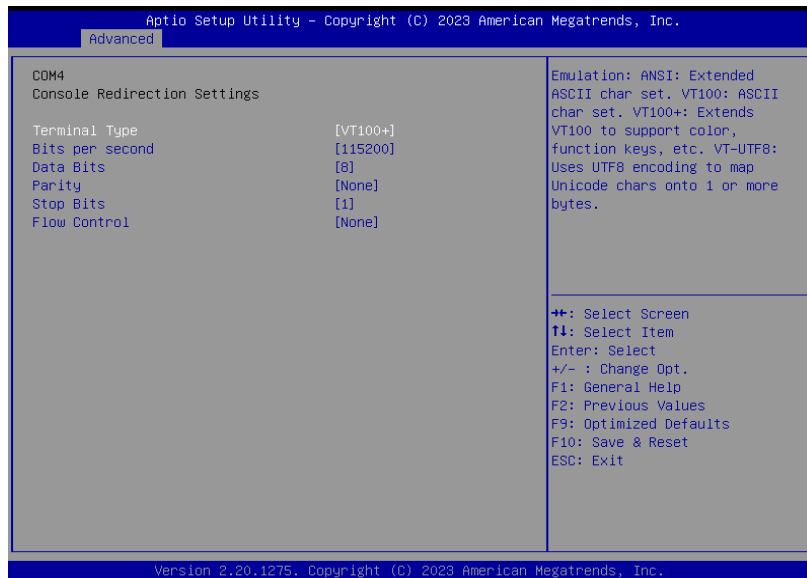 Aptio Setup Utility – Copyright (C) 2023 American Megatrends, Inc.
Advanced
COM4
Console Redirection Settings
Terminal Type [VT100+]
Bits per second [115200]
Data Bits [8]
Parity [None]
Stop Bits [1]
Flow Control [None]
Emulation: ANSI: Extended
ASCII char set. VT100: ASCII
char set. VT100+: Extends
VT100 to support color,
function keys, etc. VT-UTF8:
Uses UTF8 encoding to map
Unicode chars onto 1 or more
bytes.
→←: Select Screen
↑↓: Select Item
Enter: Select
+/- : Change Opt.
F1: General Help
F2: Previous Values
F9: Optimized Defaults
F10: Save & Reset
ESC: Exit
Version 2.20.1275. Copyright (C) 2023 American Megatrends, Inc.